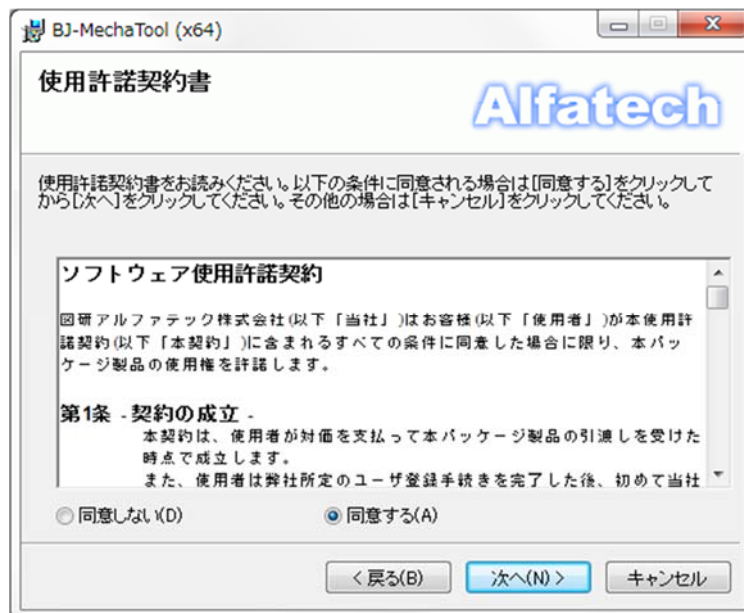 BJ-MechaTool (x64)
使用許諾契約書
Alfatech
使用許諾契約書をお読みください。以下の条件に同意される場合は[同意する]をクリックして
から[次へ]をクリックしてください。その他の場合は[キャンセル]をクリックしてください。
ソフトウェア使用許諾契約
図研アルファテック株式会社(以下「当社」)はお客様(以下「使用者」)が本使用許
諾契約(以下「本契約」)に含まれるすべての条件に同意した場合に限り、本パッ
ケージ製品の使用権を許諾します。
第1条 - 契約の成立 -
本契約は、使用者が対価を支払って本パッケージ製品の引渡しを受けた
時点で成立します。
また、使用者は弊社所定のユーザ登録手続きを完了した後、初めて当社
同意しない(D) 同意する(A)
< 戻る(B) 次へ(N) > キャンセル